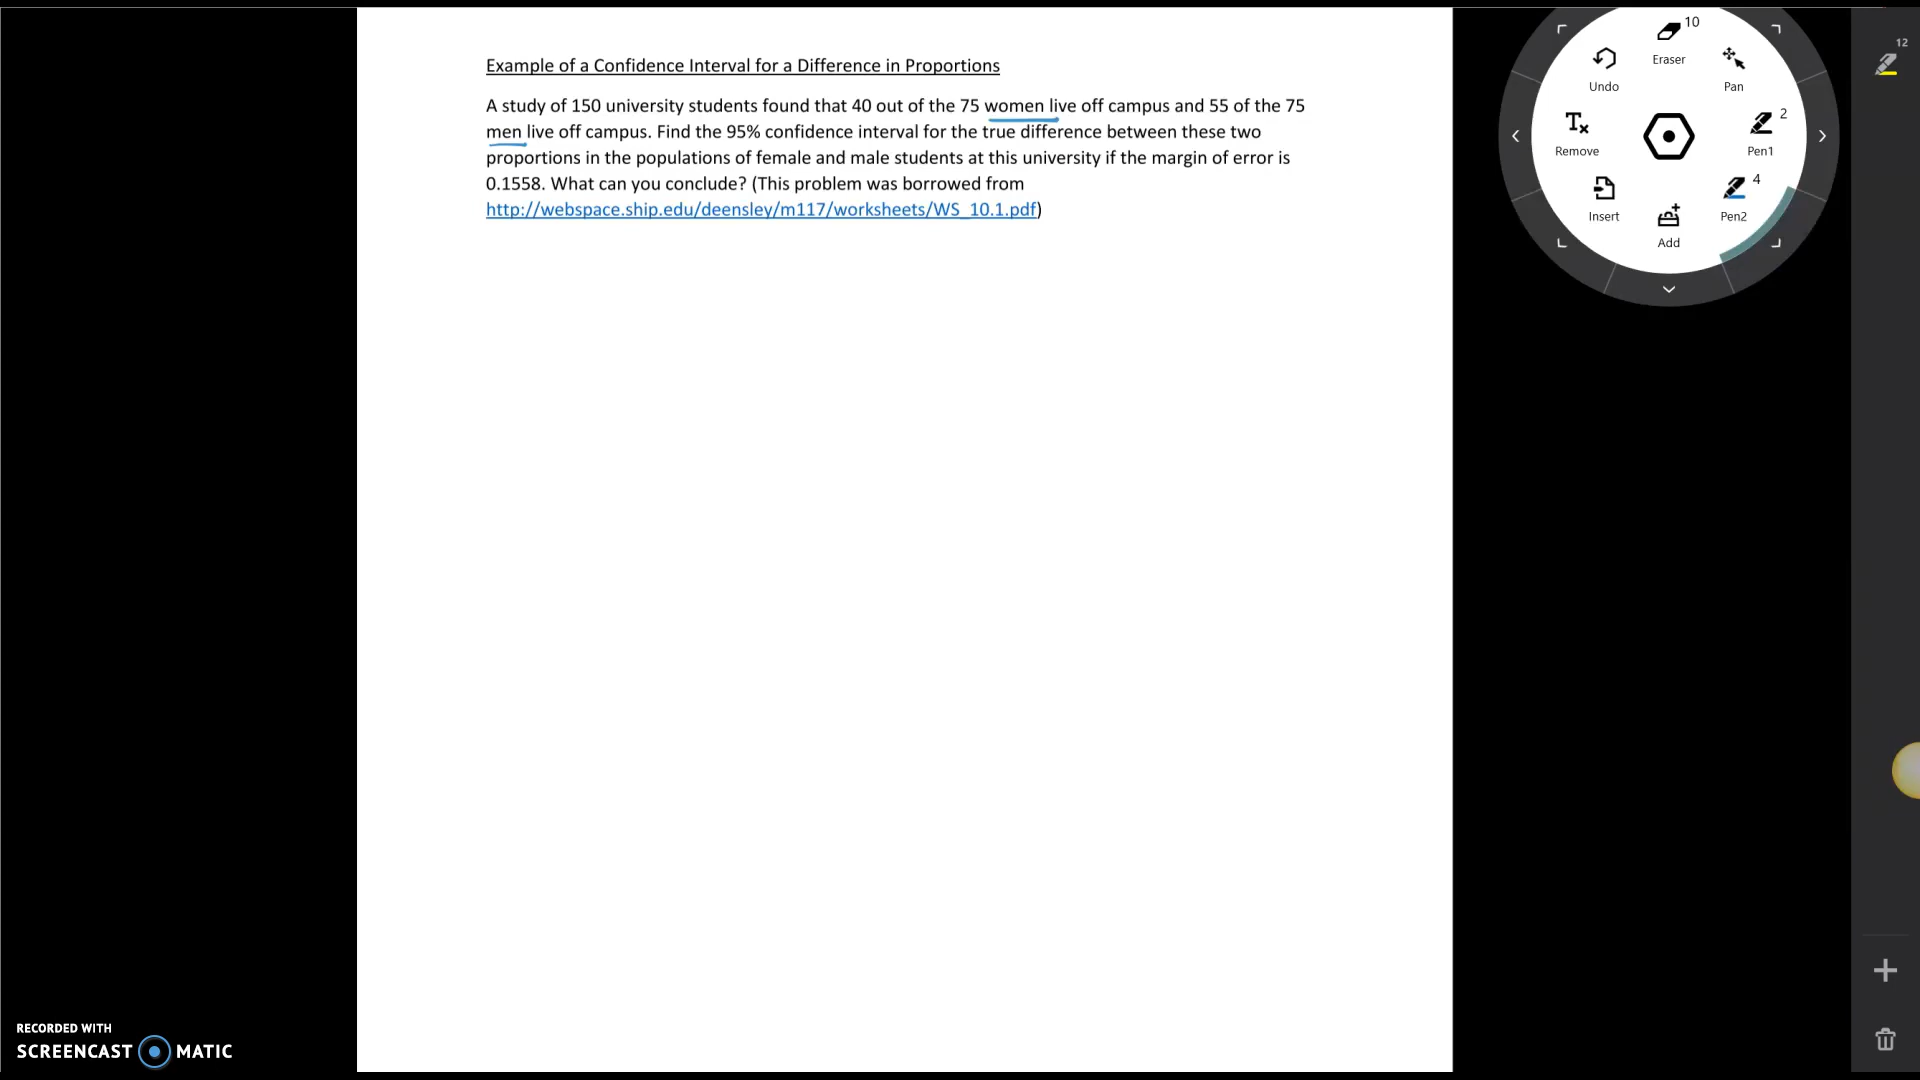 Example of a Confidence Interval for a Difference in Proportions
A study of 150 university students found that 40 out of the 75 women live off campus and 55 of the 75
men live off campus. Find the 95% confidence interval for the true difference between these two
proportions in the populations of female and male students at this university if the margin of error is
0.1558. What can you conclude? (This problem was borrowed from
http://webspace.ship.edu/deensley/m117/worksheets/WS_10.1.pdf)
10
Eraser
Undo
Pan
Remove
2
Pen1
Insert
4
Pen2
Add
12
RECORDED WITH
SCREENCAST MATIC